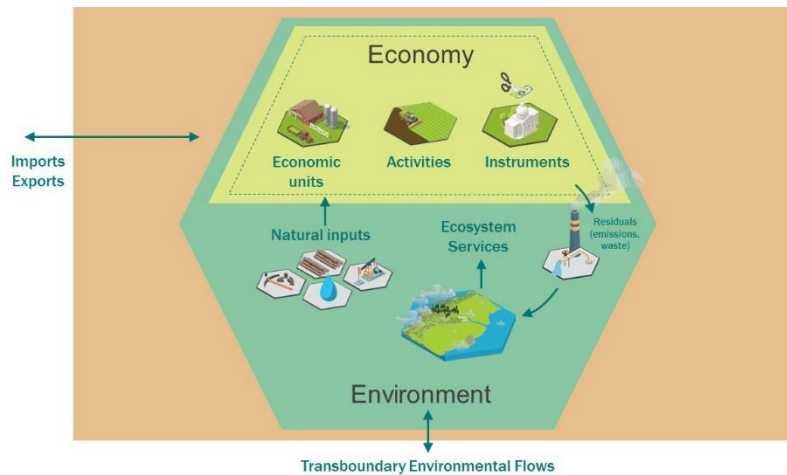 Economy
Economic
units
Activities
Instruments
Imports
Exports
Natural inputs
Ecosystem
Services
Residuals
(emissions,
waste)
Environment
Transboundary Environmental Flows